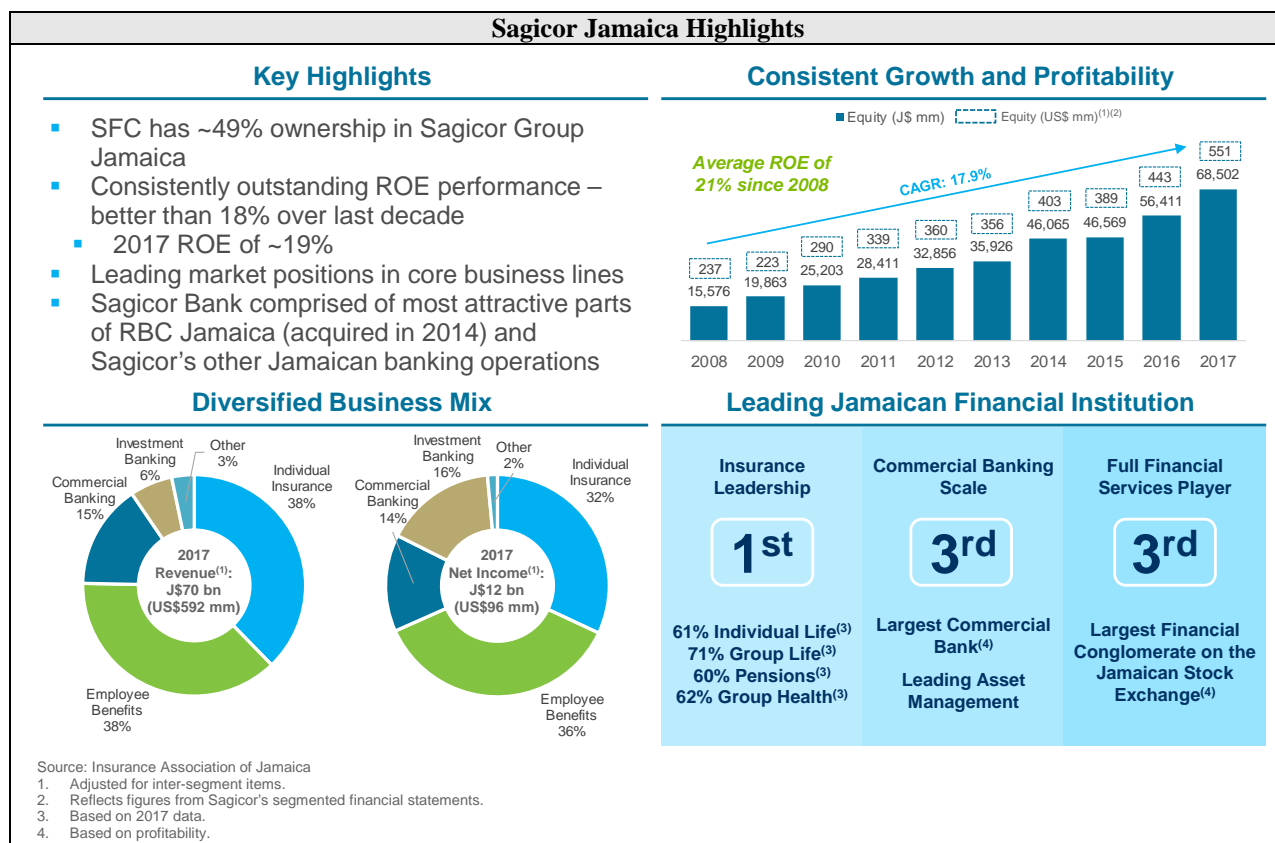 Sagicor Jamaica Highlights
Key Highlights
▪ SFC has ~49% ownership in Sagicor Group
Jamaica
▪ Consistently outstanding ROE performance –
better than 18% over last decade
▪ 2017 ROE of ~19%
▪ Leading market positions in core business lines
▪ Sagicor Bank comprised of most attractive parts
of RBC Jamaica (acquired in 2014) and
Sagicor's other Jamaican banking operations
Consistent Growth and Profitability
Equity (J$ mm) Equity (US$ mm)(1)(2)
Average ROE of
21% since 2008
CAGR: 17.9%
237 223 290 339 360 356 403 389 443 551
15,576 19,863 25,203 28,411 32,856 35,926 46,065 46,569 56,411 68,502
2008 2009 2010 2011 2012 2013 2014 2015 2016 2017
Diversified Business Mix
Investment
Banking
6%
Other
3%
Individual
Insurance
38%
Commercial
Banking
15%
2017
Revenue(1):
J$70 bn
(US$592 mm)
Employee
Benefits
38%
Investment
Banking
16%
Other
2%
Individual
Insurance
32%
Commercial
Banking
14%
2017
Net Income(1):
J$12 bn
(US$96 mm)
Employee
Benefits
36%
Leading Jamaican Financial Institution
Insurance
Leadership
1st
61% Individual Life(3)
71% Group Life(3)
60% Pensions(3)
62% Group Health(3)
Commercial Banking
Scale
3rd
Largest Commercial
Bank(4)
Leading Asset
Management
Full Financial
Services Player
3rd
Largest Financial
Conglomerate on the
Jamaican Stock
Exchange(4)
Source: Insurance Association of Jamaica
1. Adjusted for inter-segment items.
2. Reflects figures from Sagicor's segmented financial statements.
3. Based on 2017 data.
4. Based on profitability.